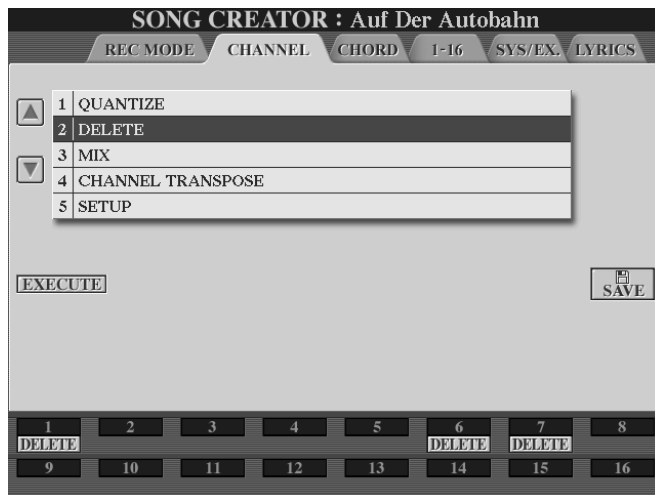 SONG CREATOR : Auf Der Autobahn
REC MODE CHANNEL CHORD 1-16 SYS/EX. LYRICS
1 QUANTIZE
2 DELETE
3 MIX
4 CHANNEL TRANSPOSE
5 SETUP
EXECUTE SAVE
1 2 3 4 5 6 7 8
DELETE DELETE DELETE
9 10 11 12 13 14 15 16